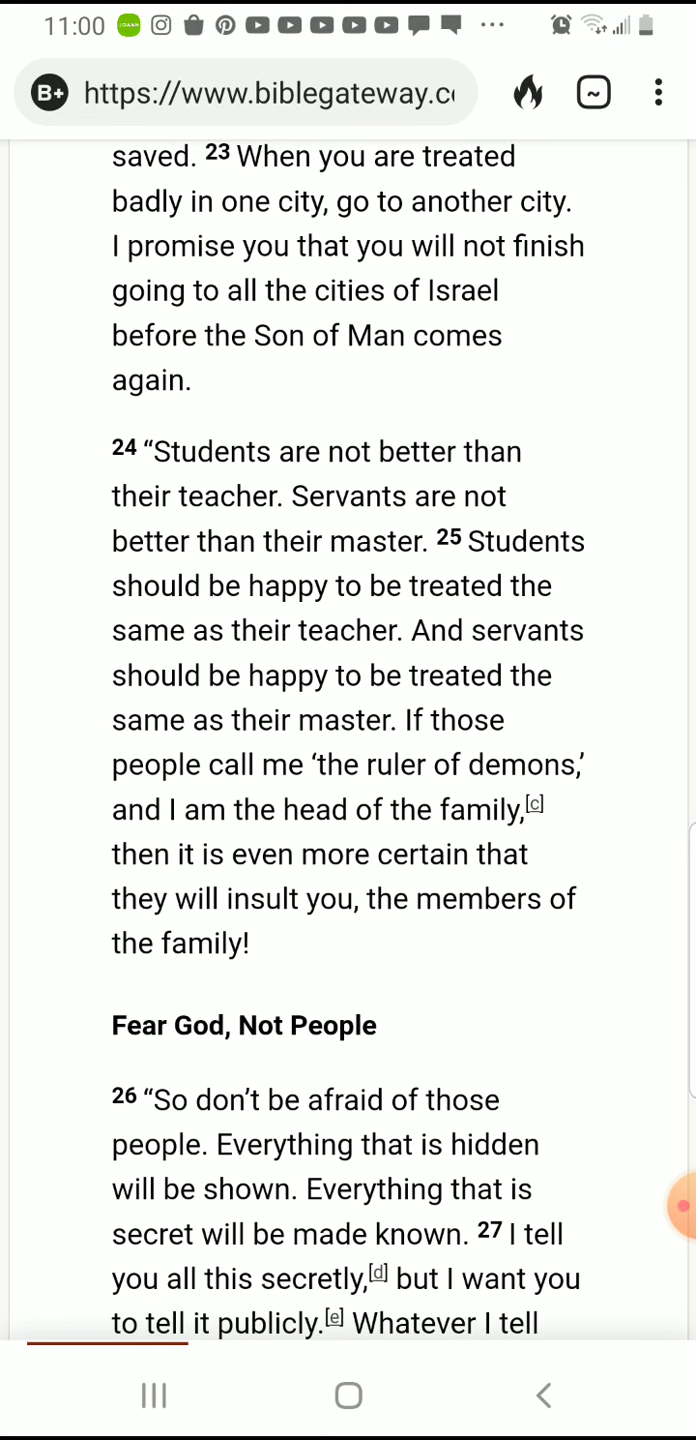 11:00 JOANN
B+ https://www.biblegateway.c
saved. 23 When you are treated
badly in one city, go to another city.
I promise you that you will not finish
going to all the cities of Israel
before the Son of Man comes
again.
24 “Students are not better than
their teacher. Servants are not
better than their master. 25 Students
should be happy to be treated the
same as their teacher. And servants
should be happy to be treated the
same as their master. If those
people call me ‘the ruler of demons,’
and I am the head of the family,[c]
then it is even more certain that
they will insult you, the members of
the family!
Fear God, Not People
26 “So don’t be afraid of those
people. Everything that is hidden
will be shown. Everything that is
secret will be made known. 27 I tell
you all this secretly,[d] but I want you
to tell it publicly.[e] Whatever I tell